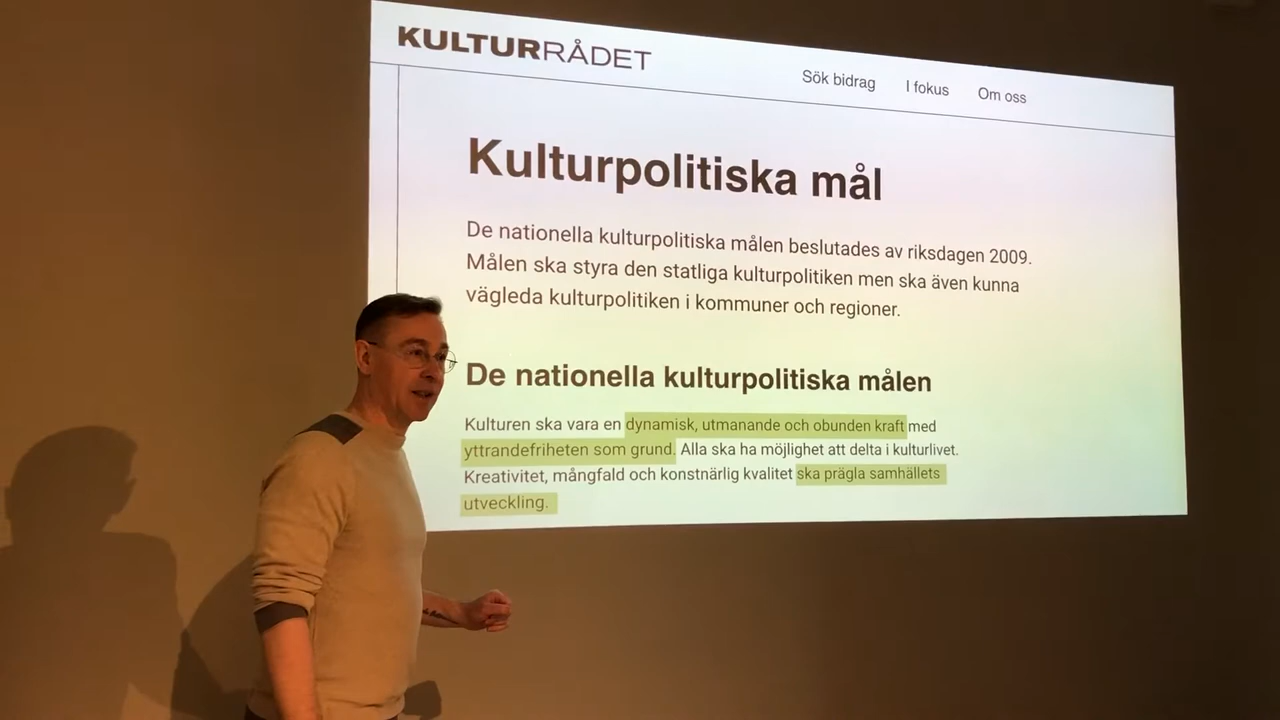 KULTURRÅDET
Sök bidrag I fokus Om oss
Kulturpolitiska mål
De nationella kulturpolitiska målen beslutades av riksdagen 2009.
Målen ska styra den statliga kulturpolitiken men ska även kunna
vägleda kulturpolitiken i kommuner och regioner.
De nationella kulturpolitiska målen
Kulturen ska vara en dynamisk, utmanande och obunden kraft med
yttrandefriheten som grund. Alla ska ha möjlighet att delta i kulturlivet.
Kreativitet, mångfald och konstnärlig kvalitet ska prägla samhällets
utveckling.